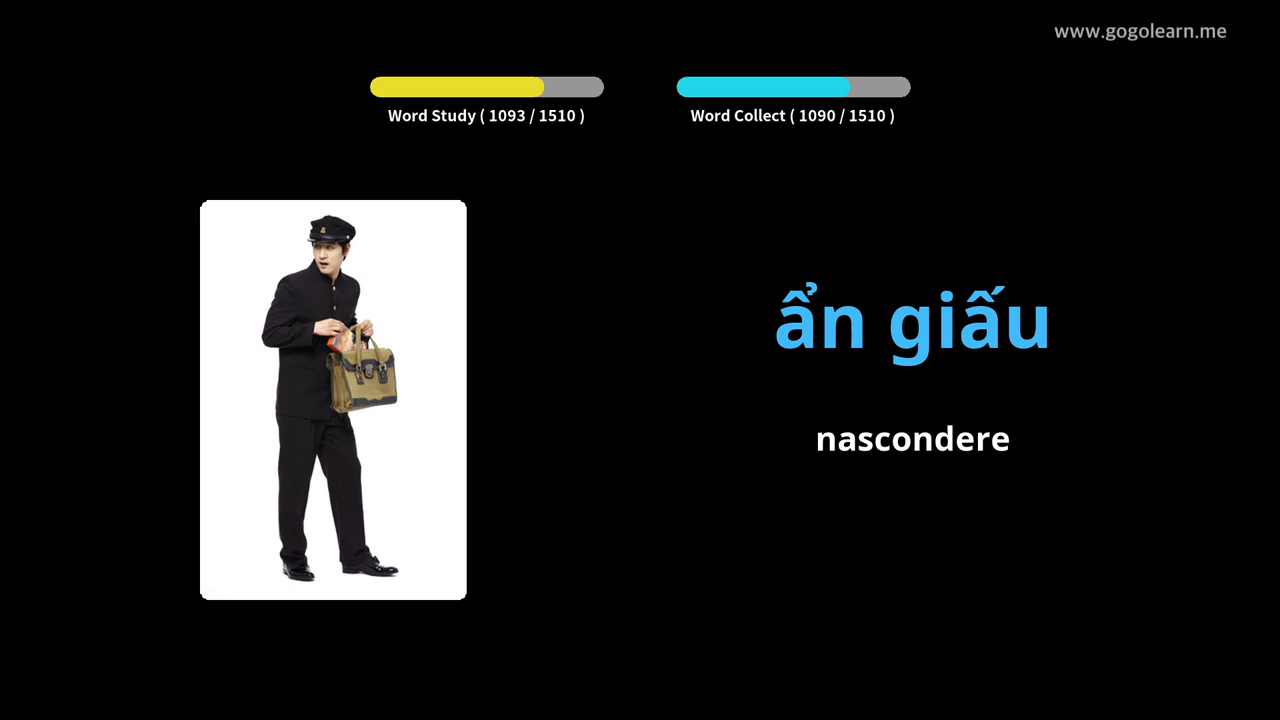 www.gogolearn.me
Word Study ( 1093 / 1510 )
Word Collect ( 1090 / 1510 )
ẩn giấu
nascondere